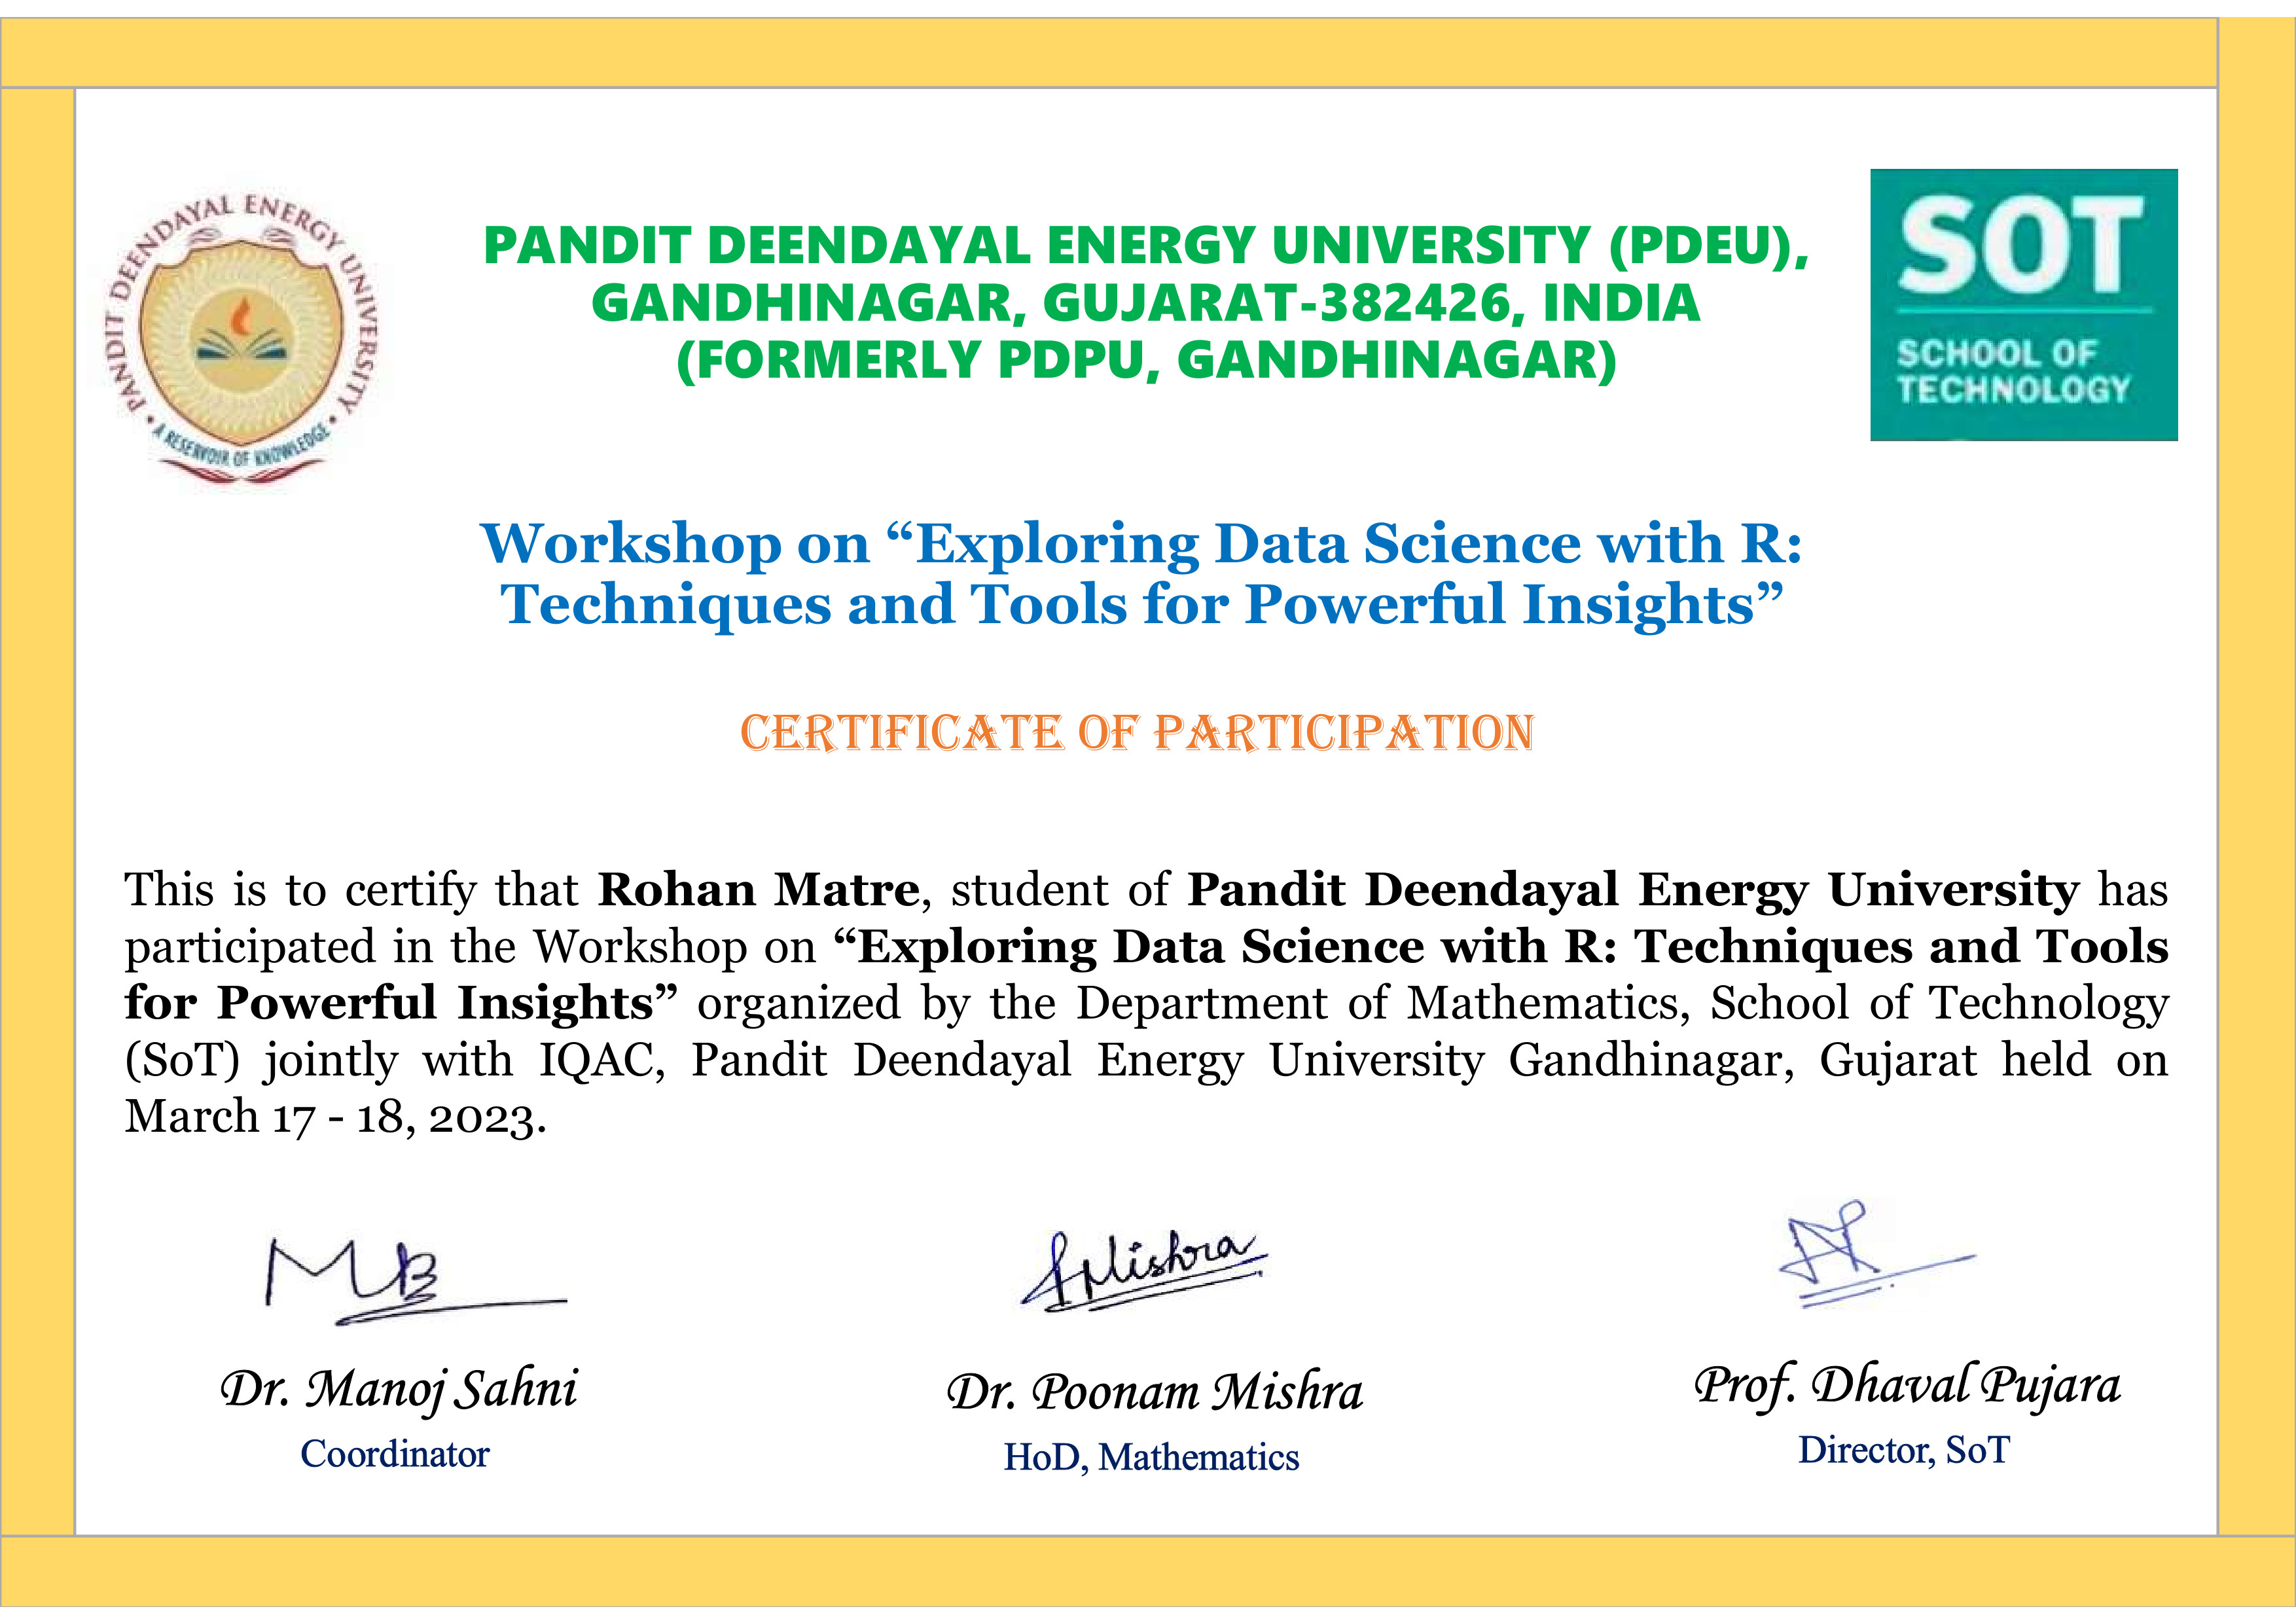 PANDIT DEENDAYAL ENERGY UNIVERSITY
• A RESERVOIR OF KNOWLEDGE •
PANDIT DEENDAYAL ENERGY UNIVERSITY (PDEU),
GANDHINAGAR, GUJARAT-382426, INDIA
(FORMERLY PDPU, GANDHINAGAR)
SOT
SCHOOL OF
TECHNOLOGY
Workshop on “Exploring Data Science with R:
Techniques and Tools for Powerful Insights”
CERTIFICATE OF PARTICIPATION
This is to certify that Rohan Matre, student of Pandit Deendayal Energy University has
participated in the Workshop on “Exploring Data Science with R: Techniques and Tools
for Powerful Insights” organized by the Department of Mathematics, School of Technology
(SoT) jointly with IQAC, Pandit Deendayal Energy University Gandhinagar, Gujarat held on
March 17 - 18, 2023.
Dr. Manoj Sahni
Coordinator
Dr. Poonam Mishra
HoD, Mathematics
Prof. Dhaval Pujara
Director, SoT